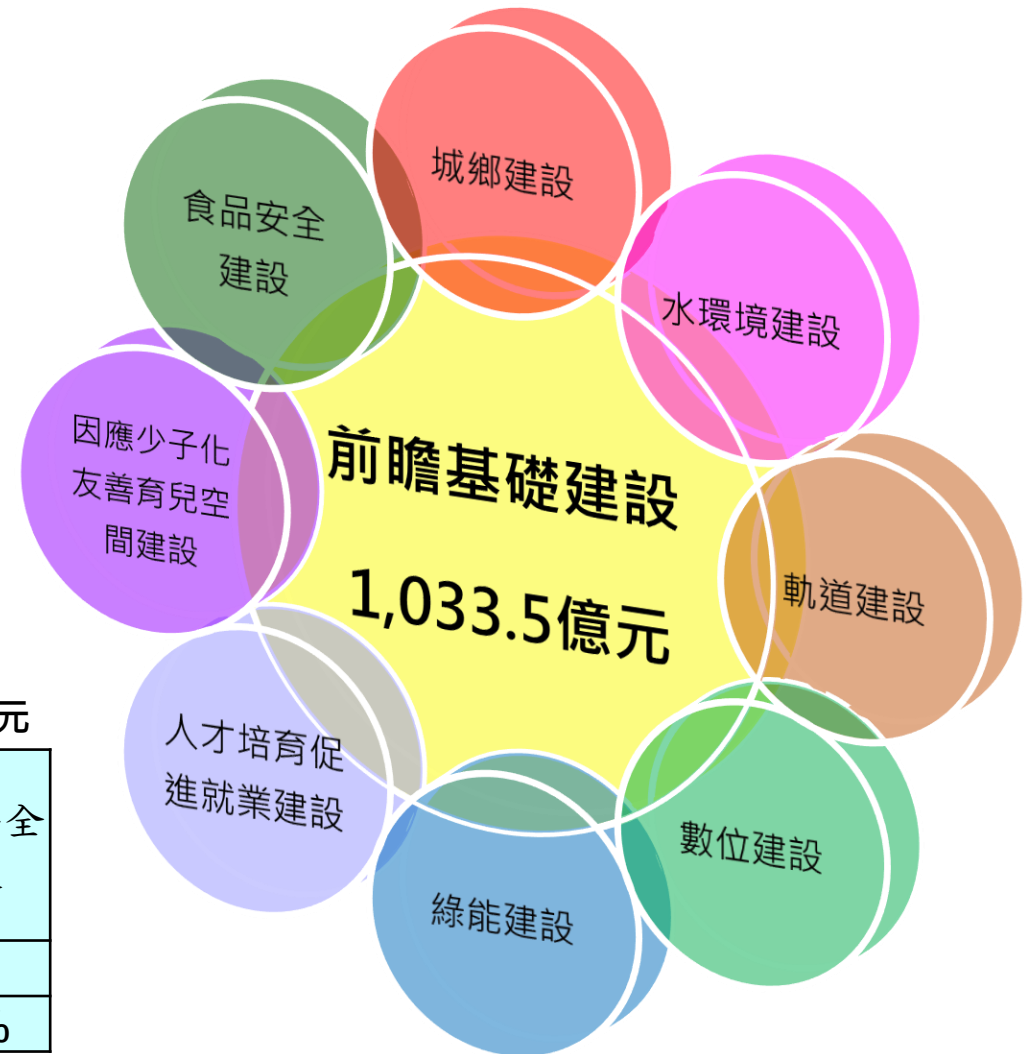 城鄉建設
食品安全
建設
水環境建設
因應少子化
友善育兒空
間建設
前瞻基礎建設
1,033.5億元
軌道建設
人才培育促
進就業建設
數位建設
綠能建設
元
全